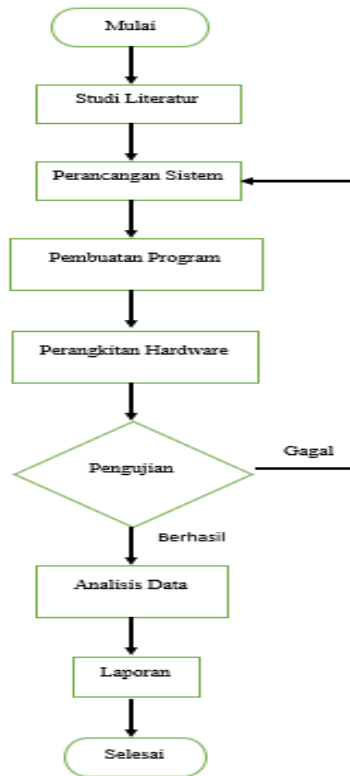 Mulai
Studi Literatur
Perancangan Sistem
Pembuatan Program
Perangkitan Hardware
Pengujian
Gagal
Berhasil
Analisis Data
Laporan
Selesai